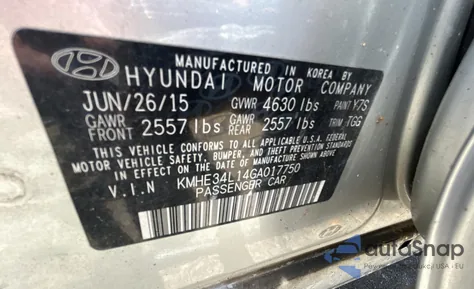 MANUFACTURED IN KOREA BY
HYUNDAI MOTOR COMPANY
JUN/26/15 GVWR 4630 lbs PAINT Y7S
GAWR FRONT 2557 lbs GAWR REAR 2557 lbs TRIM TGG
THIS VEHICLE CONFORMS TO ALL APPLICABLE U.S.A. FEDERAL
MOTOR VEHICLE SAFETY, BUMPER, AND THEFT PREVENTION STANDARDS
IN EFFECT ON THE DATE OF MANUFACTURE SHOWN ABOVE.
V.I.N KMHE34L14GA017750
PASSENGER CAR
autoSnap